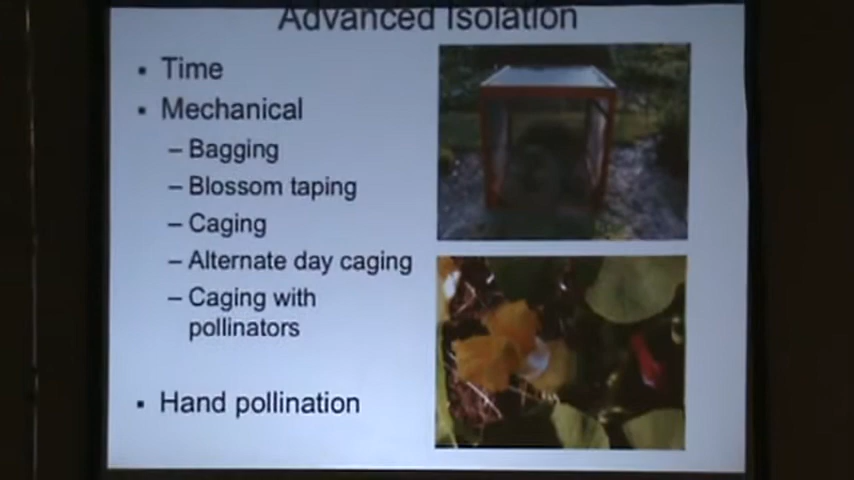 Advanced Isolation
▪ Time
▪ Mechanical
– Bagging
– Blossom taping
– Caging
– Alternate day caging
– Caging with
pollinators
▪ Hand pollination